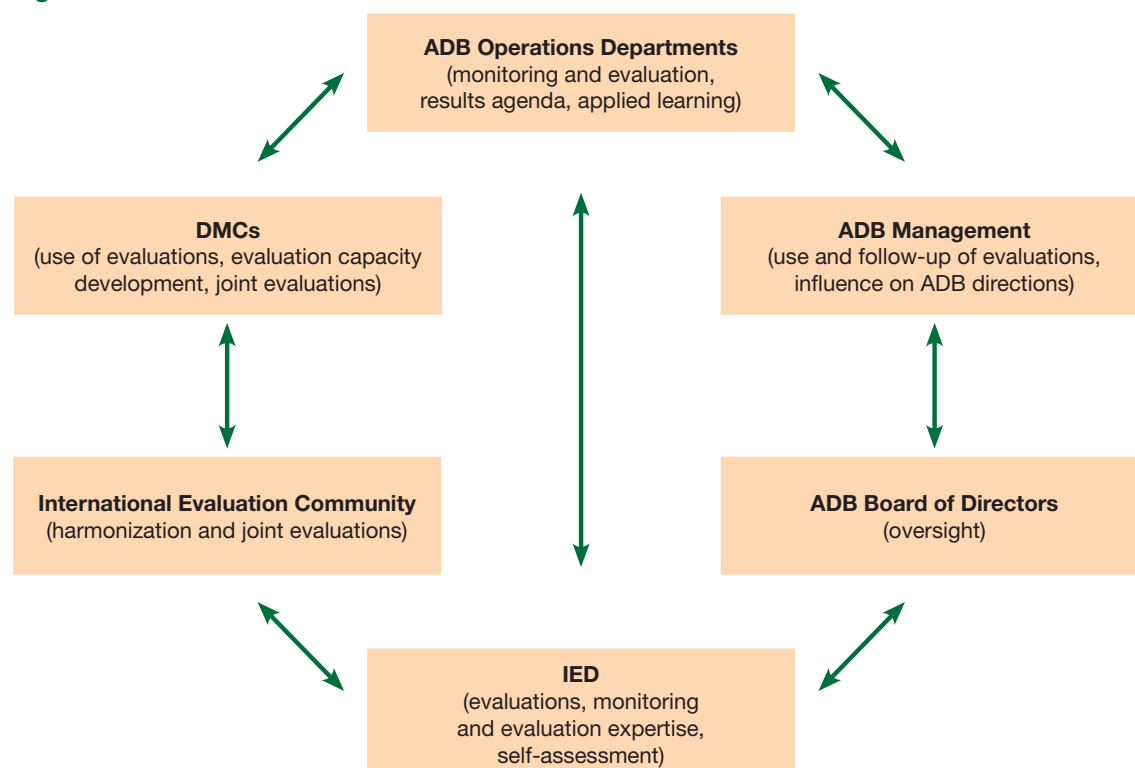 ADB Operations Departments
(monitoring and evaluation,
results agenda, applied learning)
DMCs
(use of evaluations, evaluation capacity
development, joint evaluations)
ADB Management
(use and follow-up of evaluations,
influence on ADB directions)
International Evaluation Community
(harmonization and joint evaluations)
ADB Board of Directors
(oversight)
IED
(evaluations, monitoring
and evaluation expertise,
self-assessment)